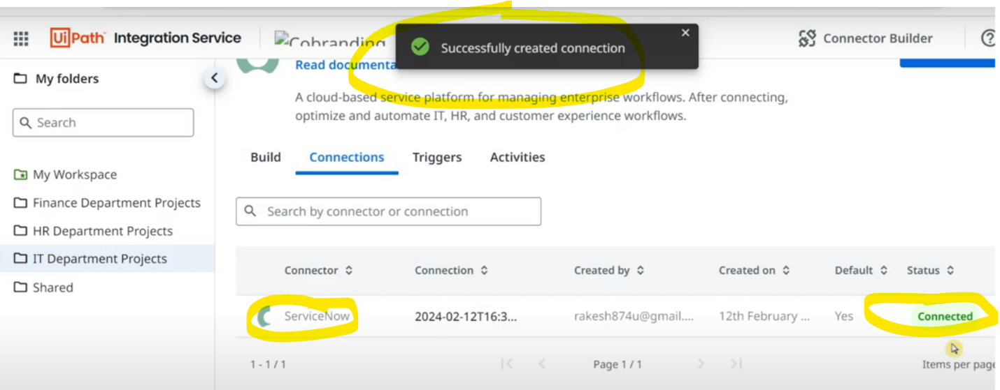 UiPath Integration Service
Cobranding
Successfully created connection
Connector Builder
My folders
Read documenta
A cloud-based service platform for managing enterprise workflows. After connecting,
optimize and automate IT, HR, and customer experience workflows.
Search
Build Connections Triggers Activities
My Workspace
Finance Department Projects
HR Department Projects
IT Department Projects
Shared
Search by connector or connection
Connector Connection Created by Created on Default Status
ServiceNow 2024-02-12T16:3... rakesh874u@gmail.... 12th February ... Yes Connected
1 - 1 / 1 Page 1 / 1 Items per page